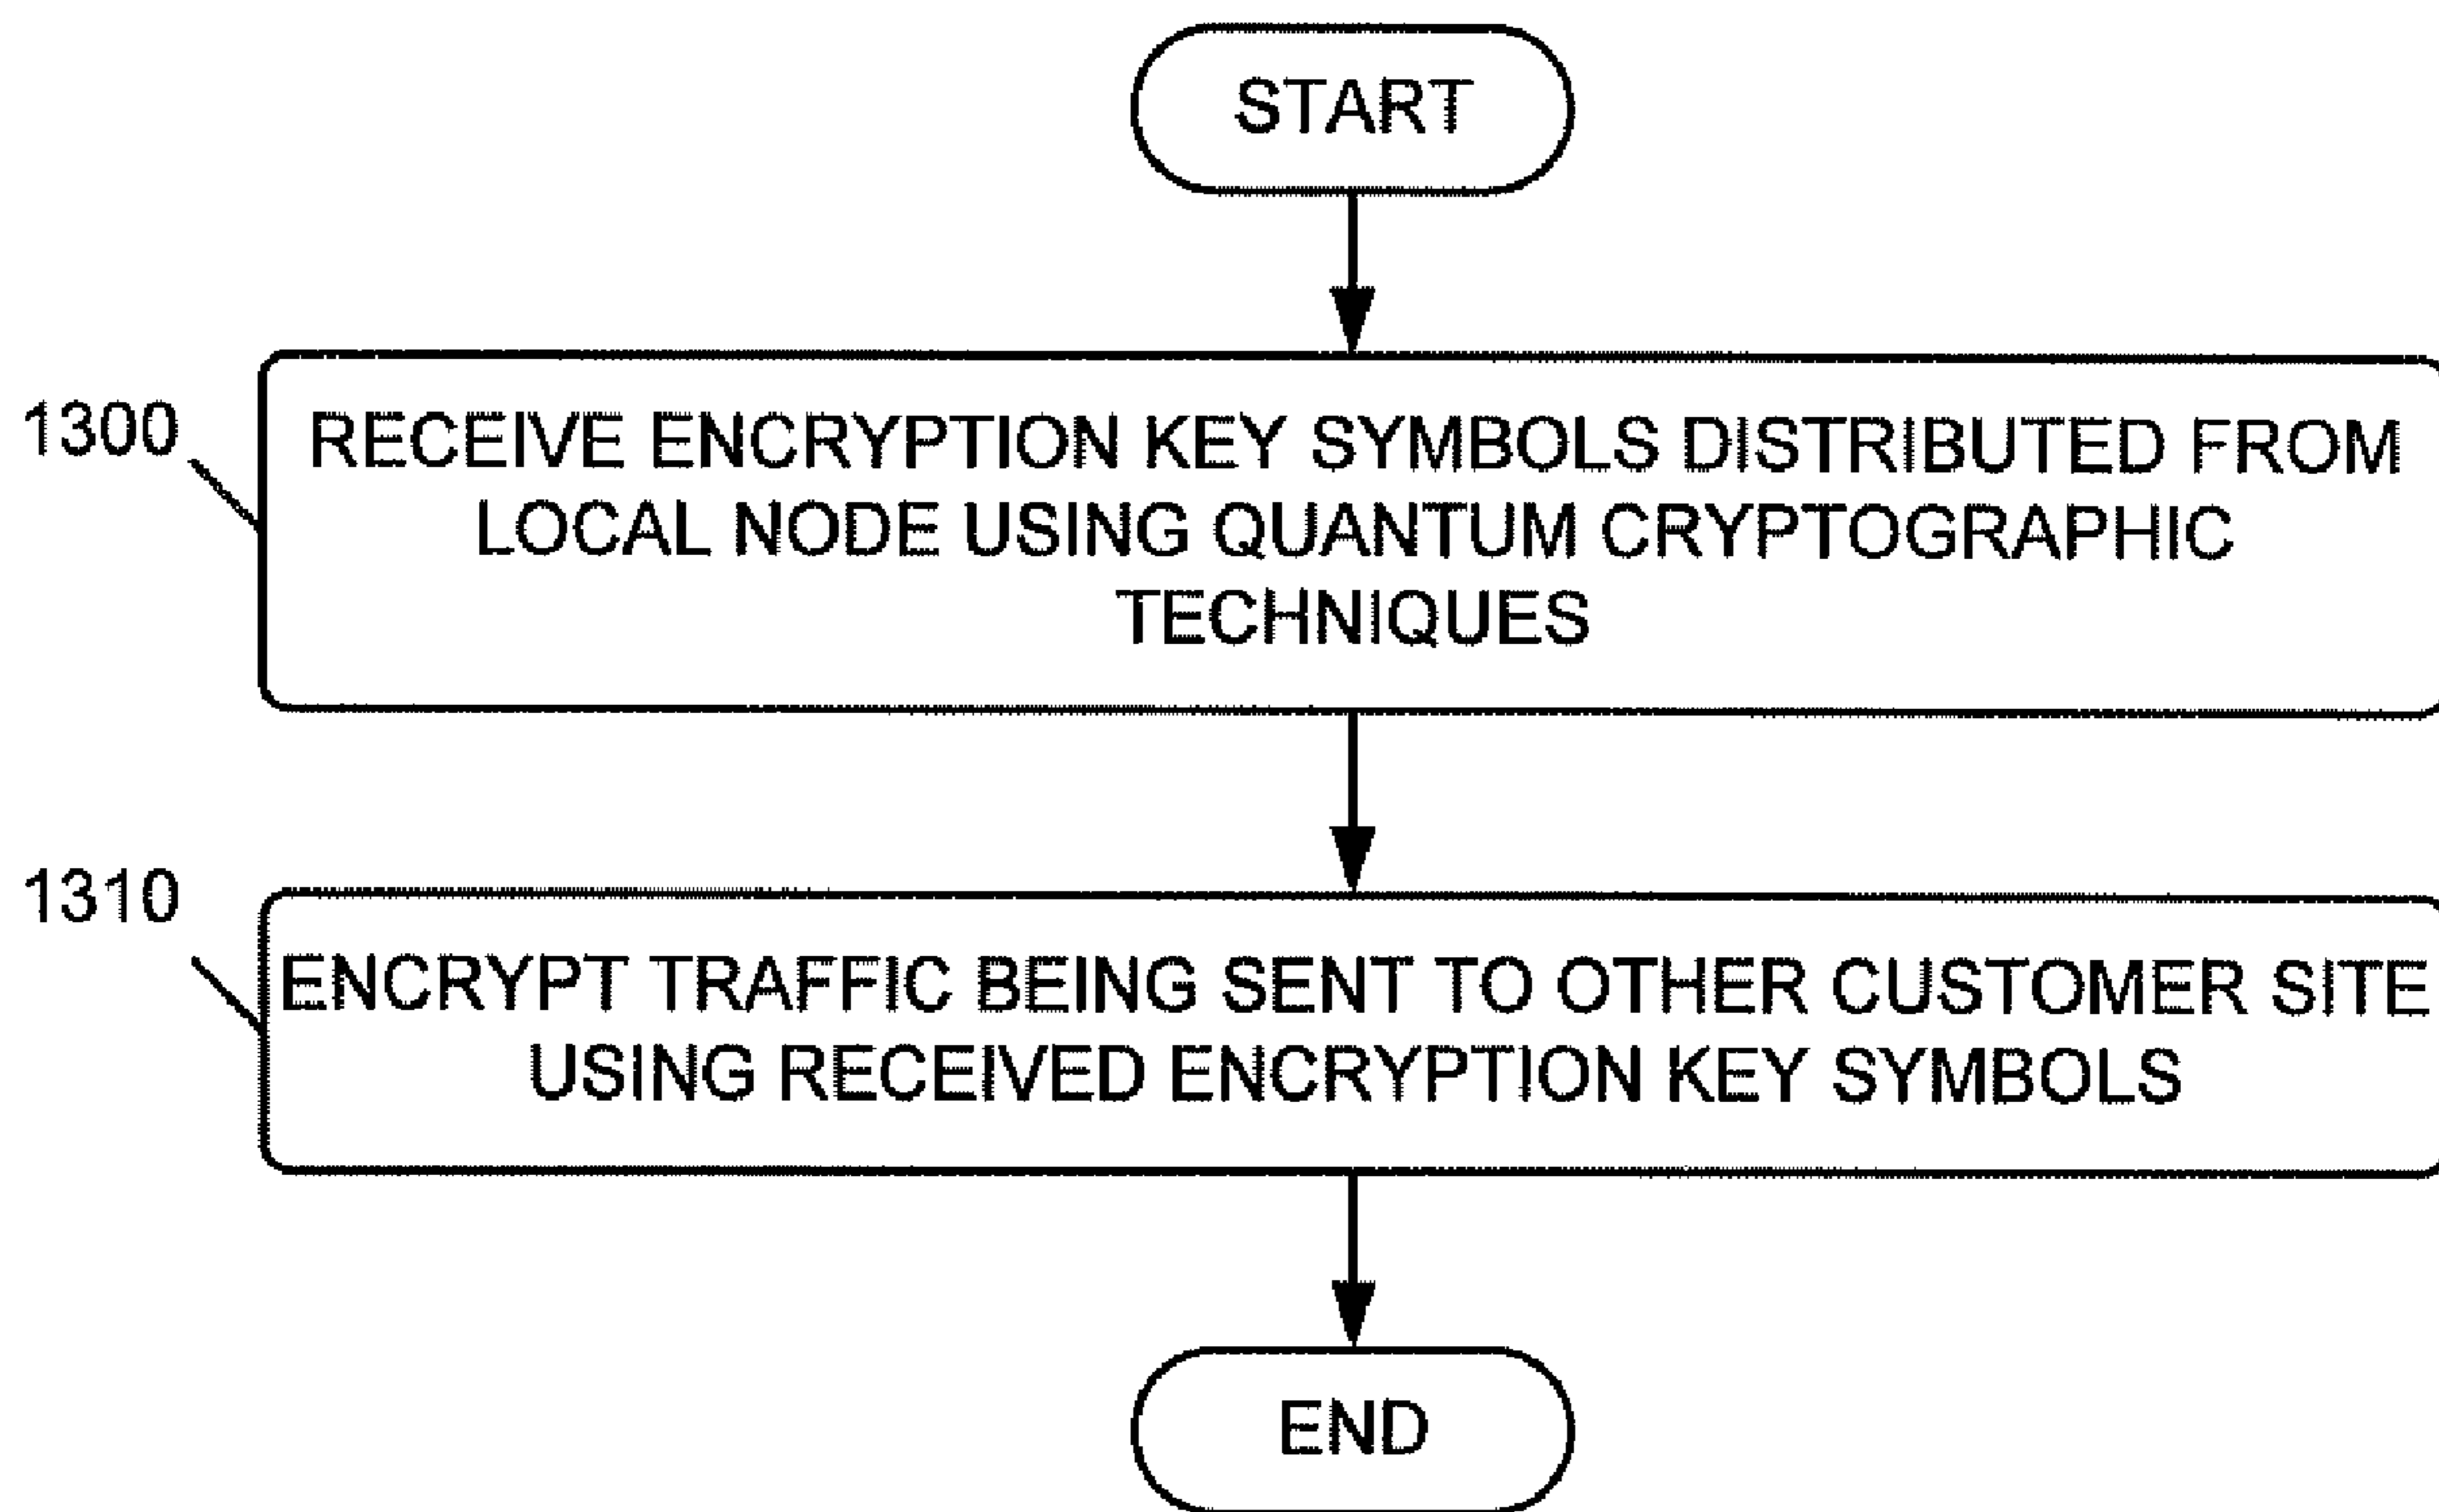 START
1300
RECEIVE ENCRYPTION KEY SYMBOLS DISTRIBUTED FROM
LOCAL NODE USING QUANTUM CRYPTOGRAPHIC
TECHNIQUES
1310
ENCRYPT TRAFFIC BEING SENT TO OTHER CUSTOMER SITE
USING RECEIVED ENCRYPTION KEY SYMBOLS
END